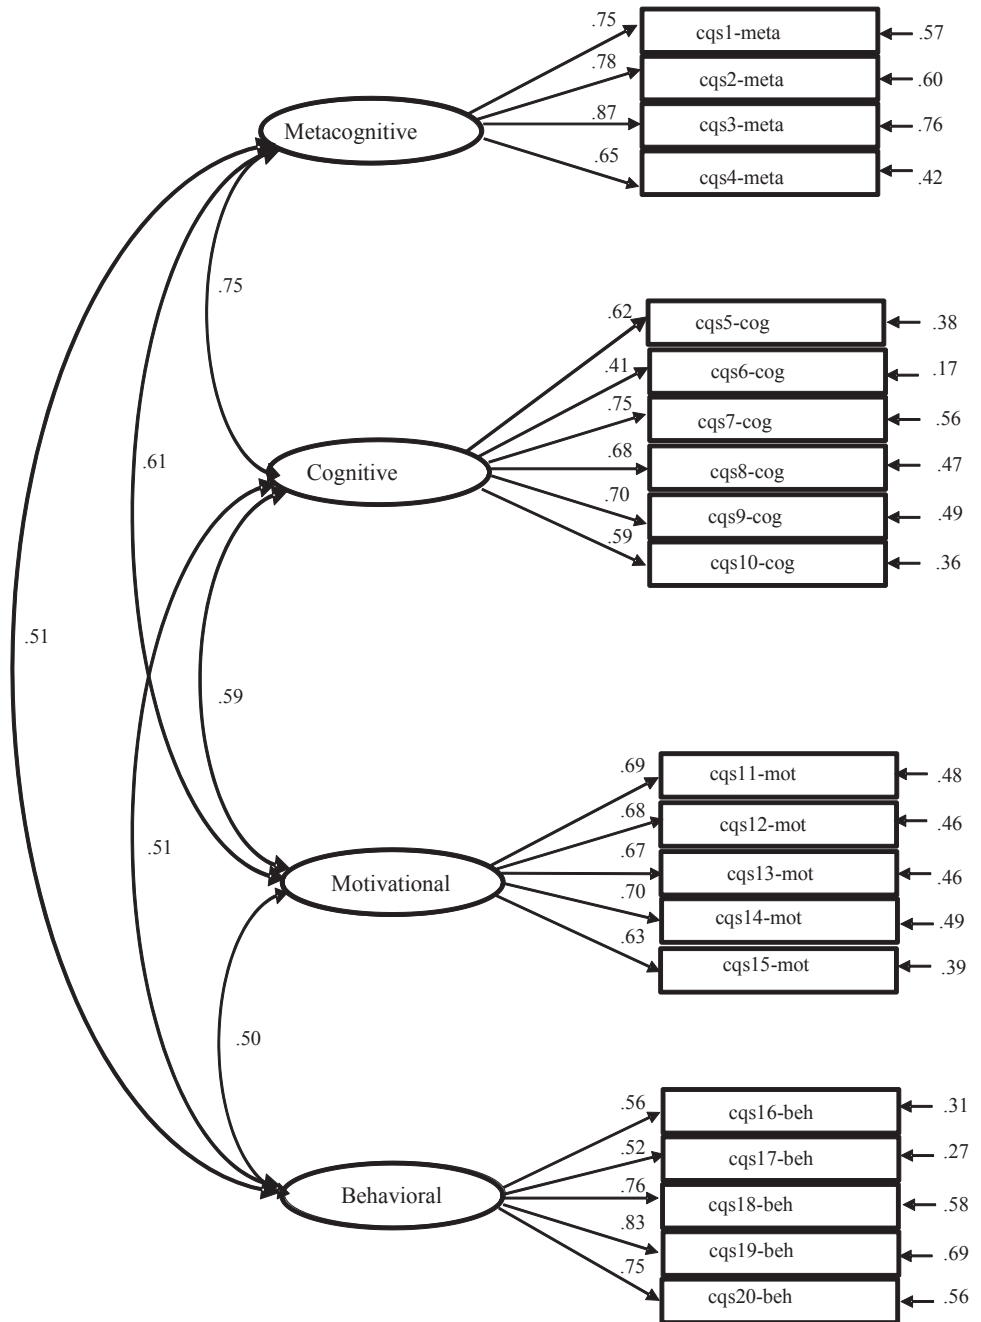 .75 cqs1-meta .57
.78 cqs2-meta .60
Metacognitive .87 cqs3-meta .76
.65 cqs4-meta .42
.75
.62 cqs5-cog .38
.41 cqs6-cog .17
.75 cqs7-cog .56
.61 Cognitive .68 cqs8-cog .47
.70 cqs9-cog .49
.59 cqs10-cog .36
.51
.59
.69 cqs11-mot .48
.68 cqs12-mot .46
.51
.67 cqs13-mot .46
Motivational .70 cqs14-mot .49
.63 cqs15-mot .39
.50
.56 cqs16-beh .31
.52 cqs17-beh .27
Behavioral .76 cqs18-beh .58
.83 cqs19-beh .69
.75 cqs20-beh .56